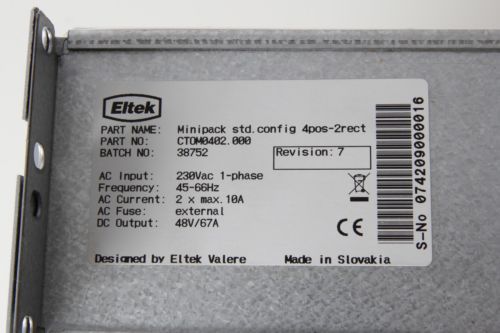 Eltek
PART NAME: Minipack std.config 4pos-2rect
PART NO: CTOM0402.000
BATCH NO: 38752
Revision: 7
AC Input: 230Vac 1-phase
Frequency: 45-66Hz
AC Current: 2 x max.10A
AC Fuse: external
DC Output: 48V/67A
CE
Designed by Eltek Valere Made in Slovakia
S-No 074209000016